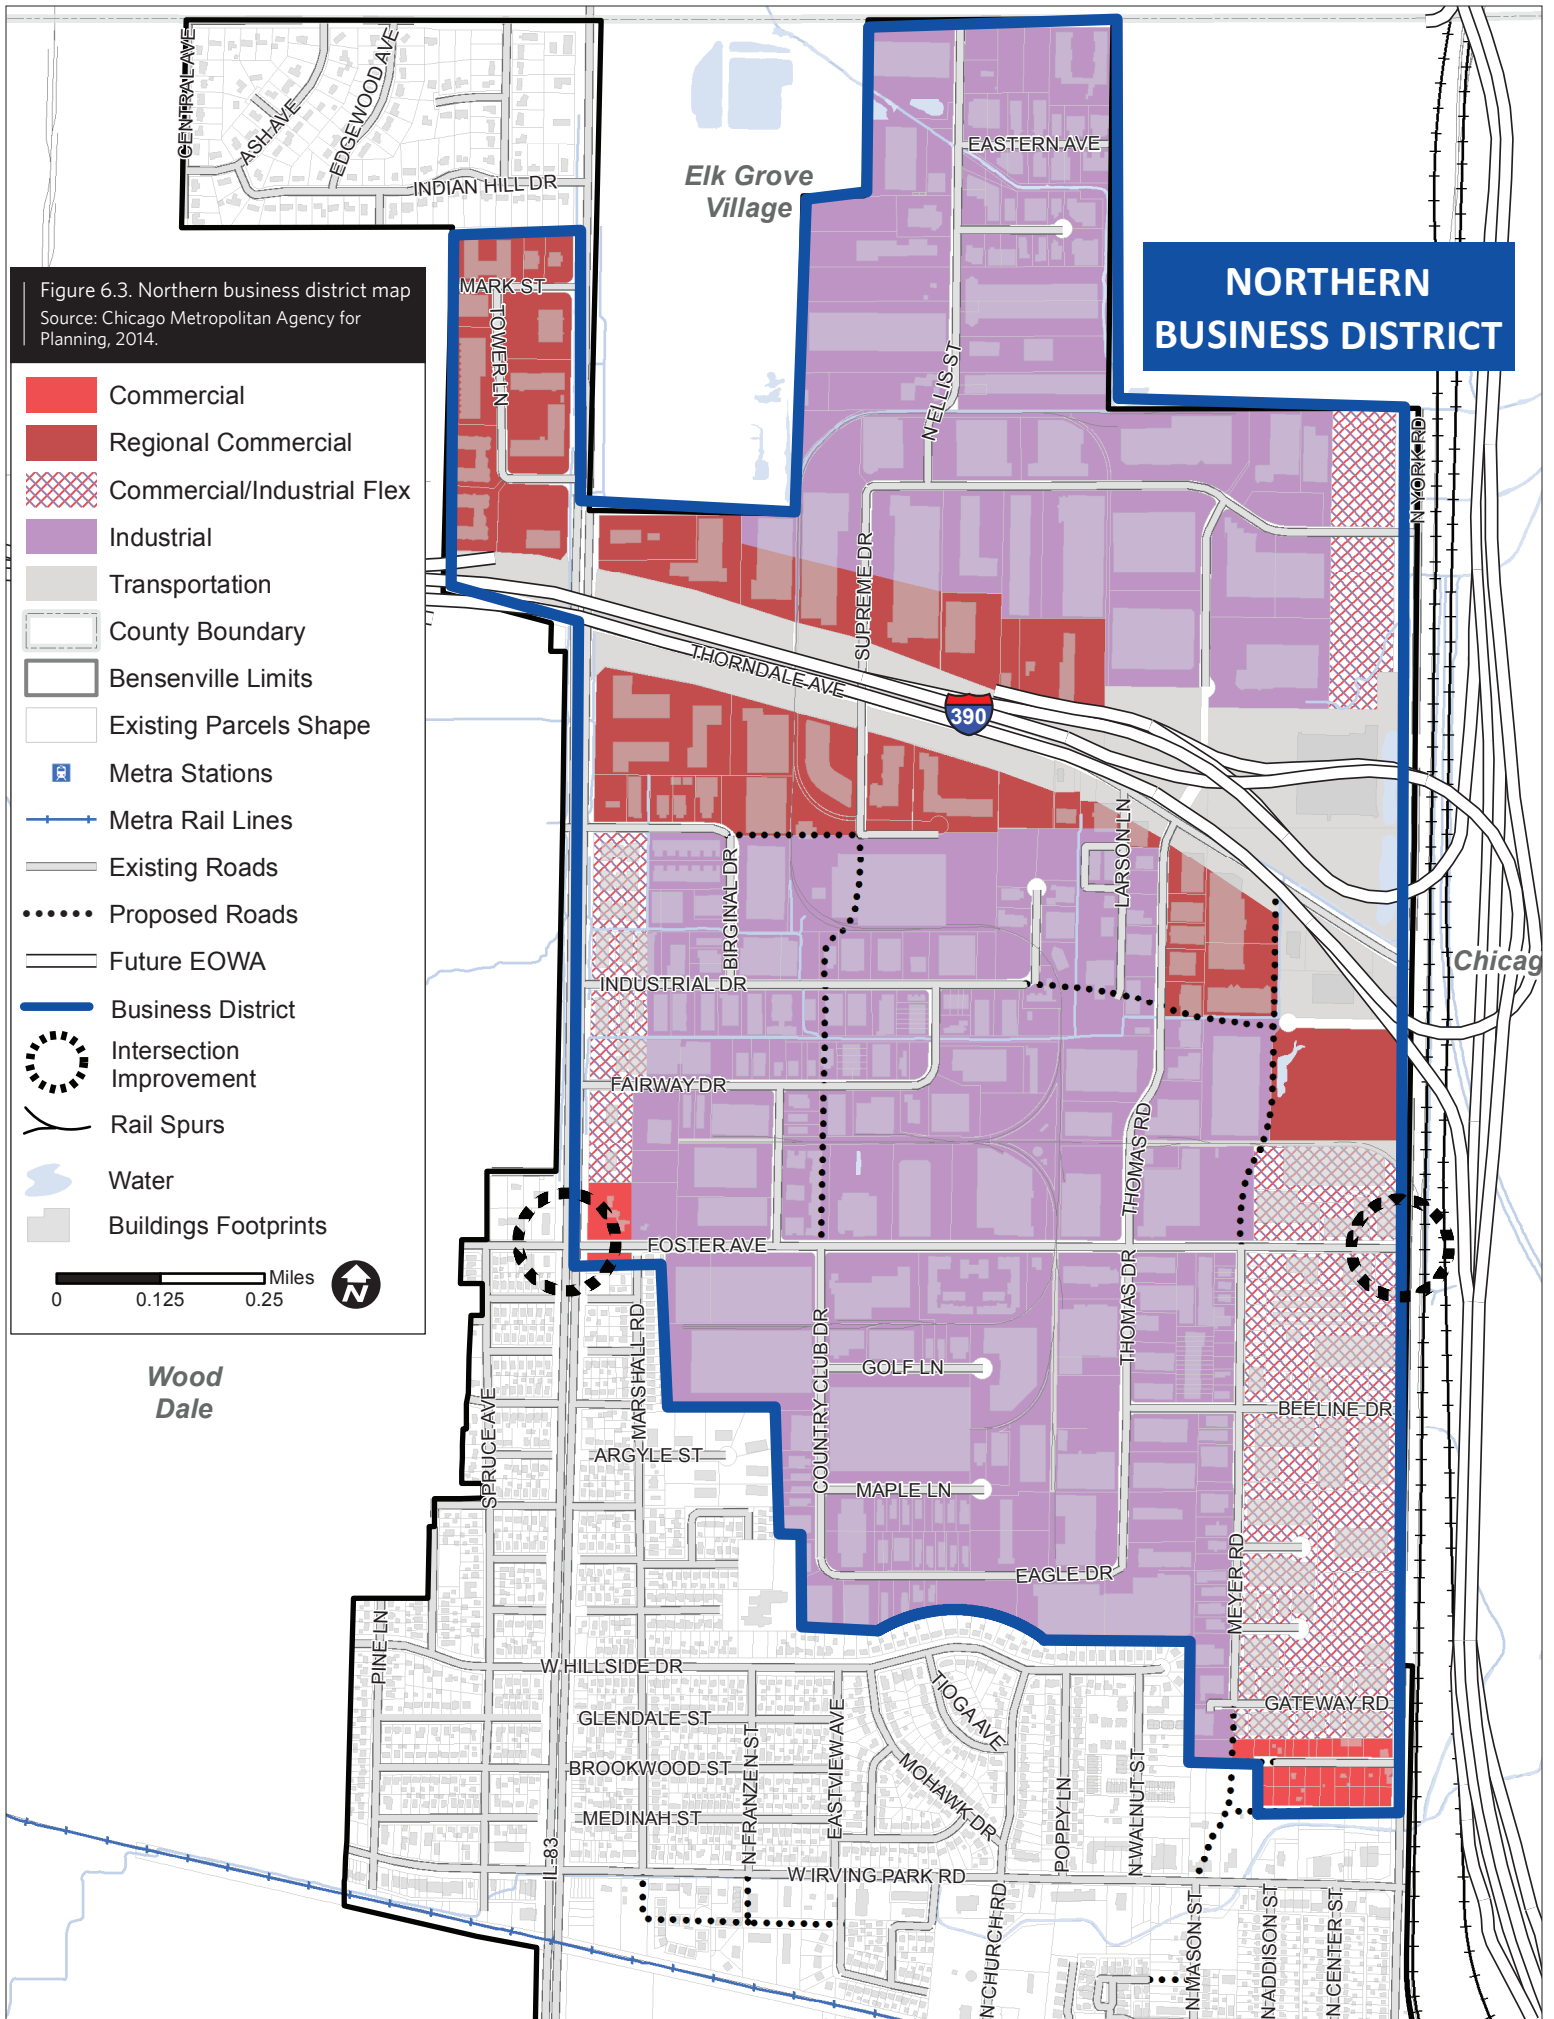 CENTRAL AVE
ASH AVE
EDGEWOOD AVE
INDIAN HILL DR
Elk Grove
Village
EASTERN AVE
NORTHERN
BUSINESS DISTRICT
Figure 6.3. Northern business district map
Source: Chicago Metropolitan Agency for
Planning, 2014.
Commercial
Regional Commercial
Commercial/Industrial Flex
Industrial
Transportation
County Boundary
Bensenville Limits
Existing Parcels Shape
Metra Stations
Metra Rail Lines
Existing Roads
Proposed Roads
Future EOWA
Business District
Intersection
Improvement
Rail Spurs
Water
Buildings Footprints
Miles
0
0.125
0.25
N
MARK ST
TOWER LN
N ELLIS ST
N YORK RD
SUPREME DR
THORNDALE AVE
390
LARSON LN
BIRGINAL DR
INDUSTRIAL DR
Chicag
FAIRWAY DR
THOMAS RD
FOSTER AVE
Wood
Dale
MARSHALL RD
COUNTRY CLUB DR
THOMAS DR
GOLF LN
BEELINE DR
SPRUCE AVE
ARGYLE ST
MAPLE LN
EAGLE DR
MEYER RD
PINE LN
W HILLSIDE DR
TIOGA AVE
GATEWAY RD
GLENDALE ST
BROOKWOOD ST
N FRANZEN ST
EASTVIEW AVE
MOHAWK DR
POPPY LN
N WALNUT ST
MEDINAH ST
IL-83
W IRVING PARK RD
N CHURCH RD
N MASON ST
N ADDISON ST
N CENTER ST